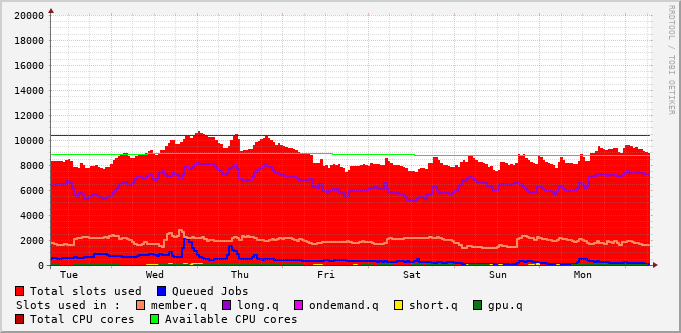 20000
18000
16000
14000
12000
10000
8000
6000
4000
2000
0
Tue Wed Thu Fri Sat Sun Mon
RRDTOOL / TOBI OETIKER
Total slots used Queued Jobs
Slots used in : member.q long.q ondemand.q short.q gpu.q
Total CPU cores Available CPU cores